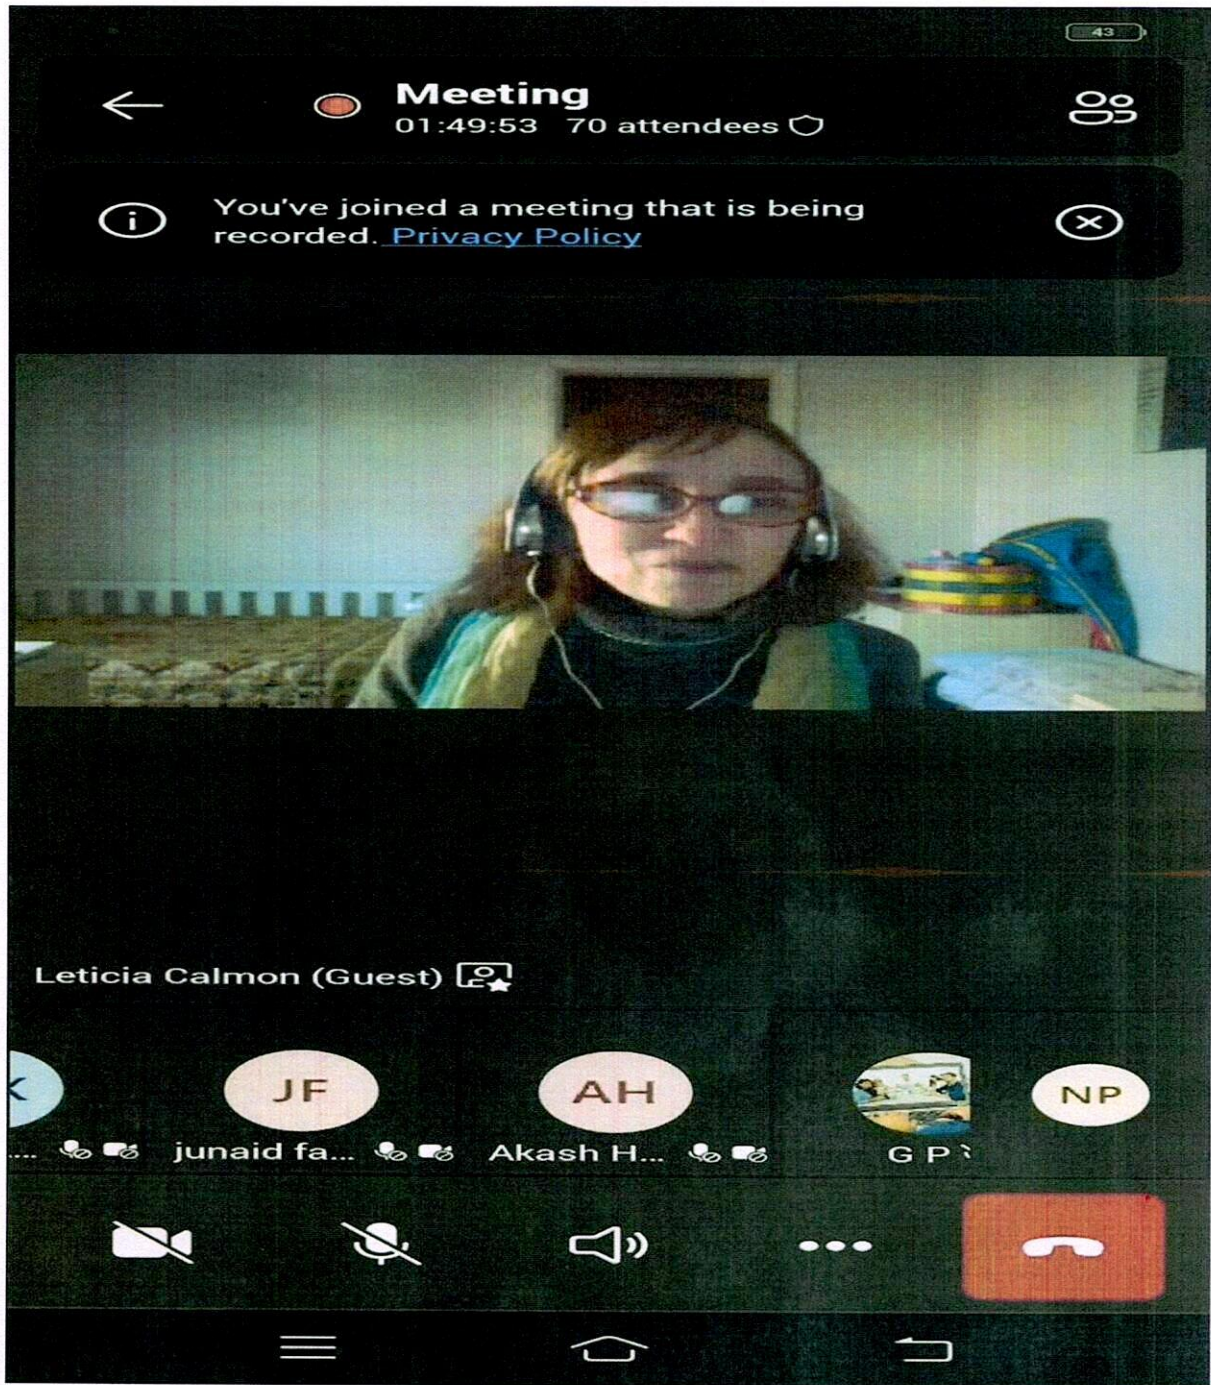 43
Meeting
01:49:53 70 attendees
You've joined a meeting that is being
recorded. Privacy Policy
Leticia Calmon (Guest)
K
JF
AH
NP
... junaid fa... Akash H... G P